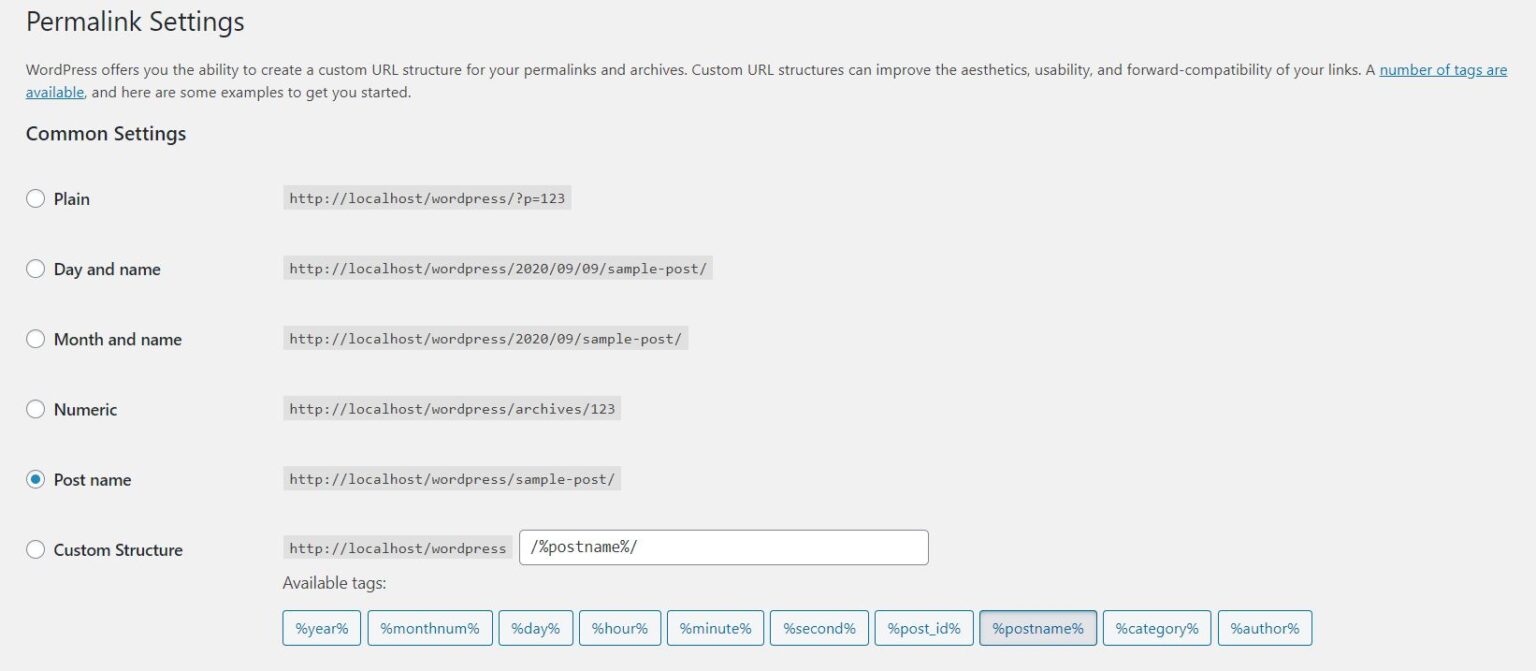 Permalink Settings
WordPress offers you the ability to create a custom URL structure for your permalinks and archives. Custom URL structures can improve the aesthetics, usability, and forward-compatibility of your links. A number of tags are
available, and here are some examples to get you started.
Common Settings
Plain http://localhost/wordpress/?p=123
Day and name http://localhost/wordpress/2020/09/09/sample-post/
Month and name http://localhost/wordpress/2020/09/sample-post/
Numeric http://localhost/wordpress/archives/123
Post name http://localhost/wordpress/sample-post/
Custom Structure http://localhost/wordpress /%postname%/
Available tags:
%year% %monthnum% %day% %hour% %minute% %second% %post_id% %postname% %category% %author%